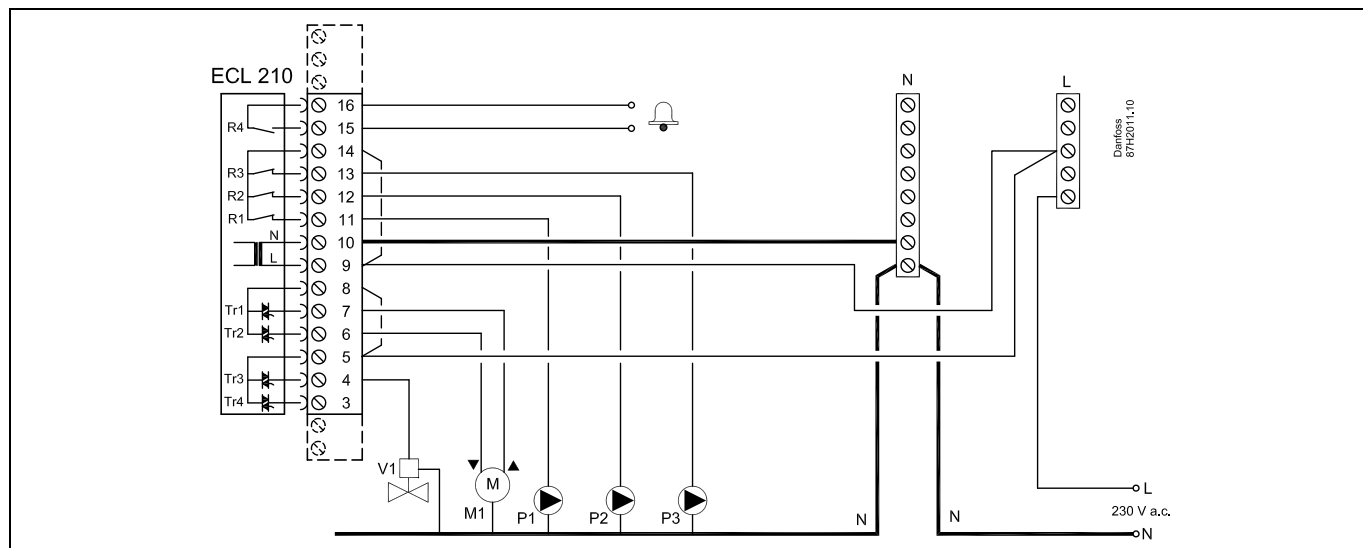 ECL 210
N
L
16
R4 15
14
R3 13
R2 12
R1 11
N 10
L 9
8
Tr1 7
Tr2 6
5
Tr3 4
Tr4 3
Danfoss
87H2011.10
V1
M
M1
P1
P2
P3
N
N
L
230 V a.c.
N